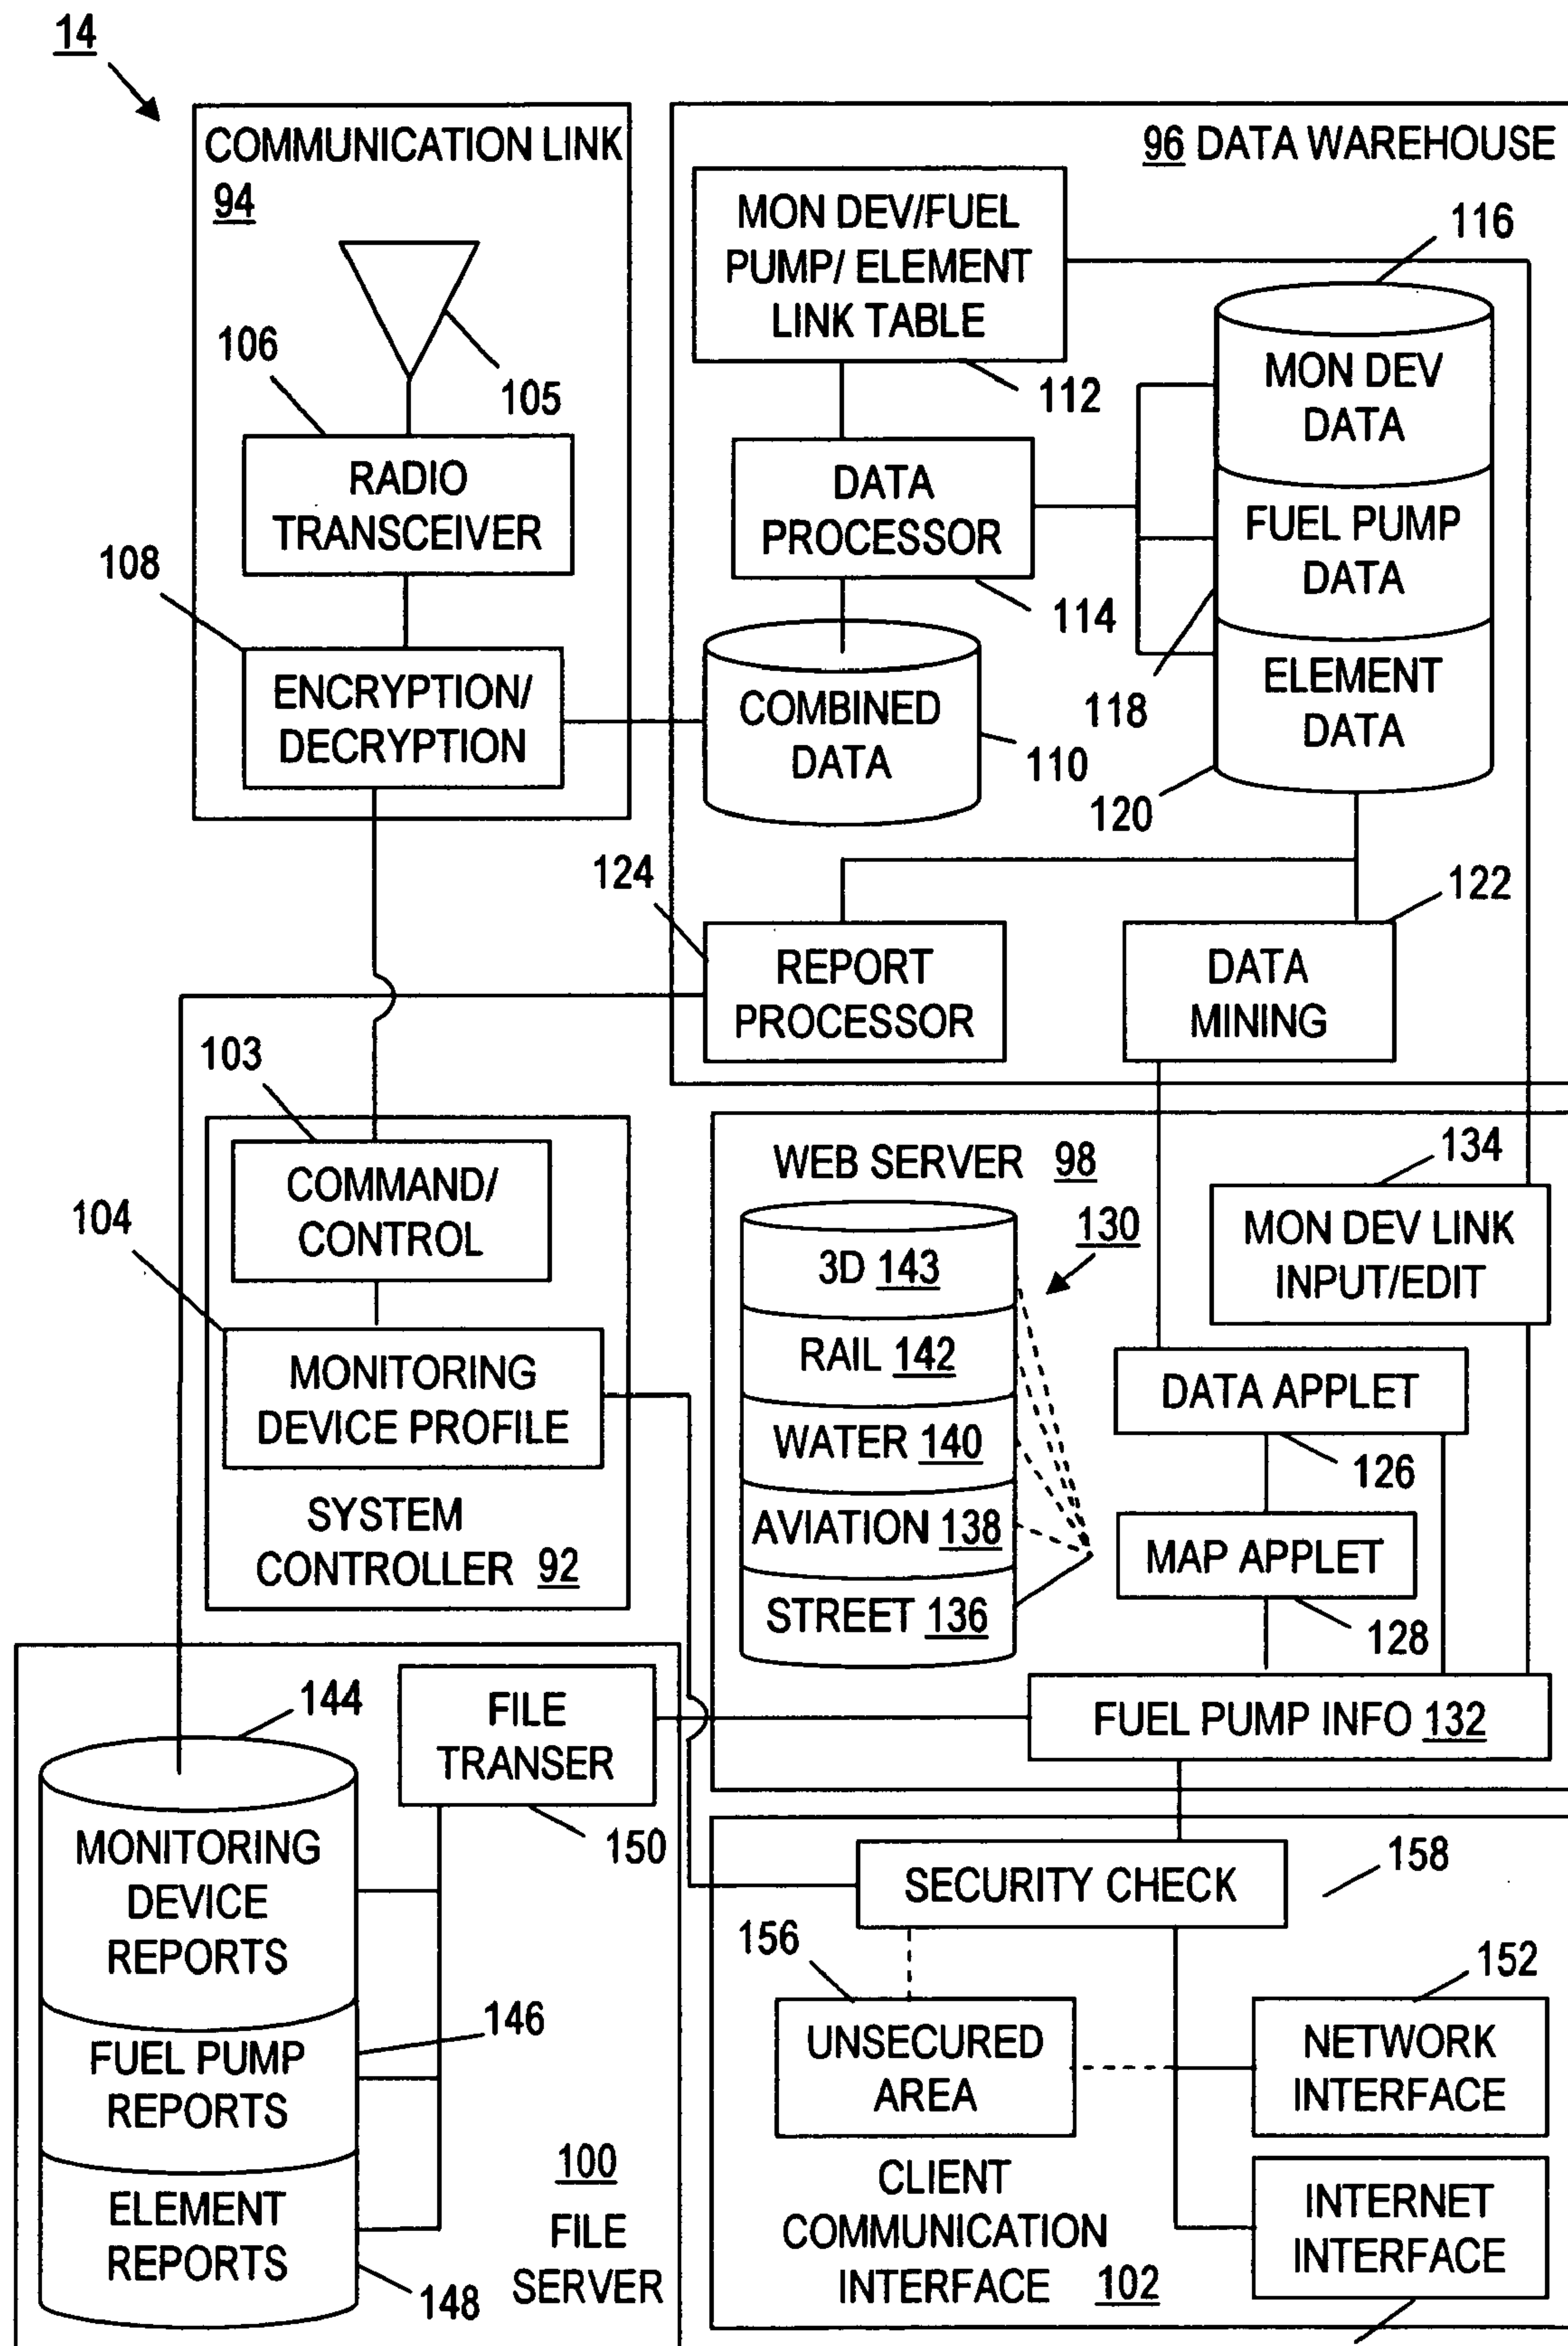 14
COMMUNICATION LINK
94
105
106
RADIO
TRANSCEIVER
108
ENCRYPTION/
DECRYPTION
96 DATA WAREHOUSE
MON DEV/FUEL
PUMP/ ELEMENT
LINK TABLE
112
116
MON DEV
DATA
FUEL PUMP
DATA
ELEMENT
DATA
118
120
DATA
PROCESSOR
114
COMBINED
DATA
110
124
REPORT
PROCESSOR
122
DATA
MINING
103
COMMAND/
CONTROL
104
MONITORING
DEVICE PROFILE
SYSTEM
CONTROLLER 92
WEB SERVER 98
130
3D 143
RAIL 142
WATER 140
AVIATION 138
STREET 136
134
MON DEV LINK
INPUT/EDIT
DATA APPLET
126
MAP APPLET
128
FUEL PUMP INFO 132
144
MONITORING
DEVICE
REPORTS
146
FUEL PUMP
REPORTS
ELEMENT
REPORTS
148
FILE
TRANSER
150
100
FILE
SERVER
SECURITY CHECK
158
156
UNSECURED
AREA
152
NETWORK
INTERFACE
INTERNET
INTERFACE
CLIENT
COMMUNICATION
INTERFACE 102